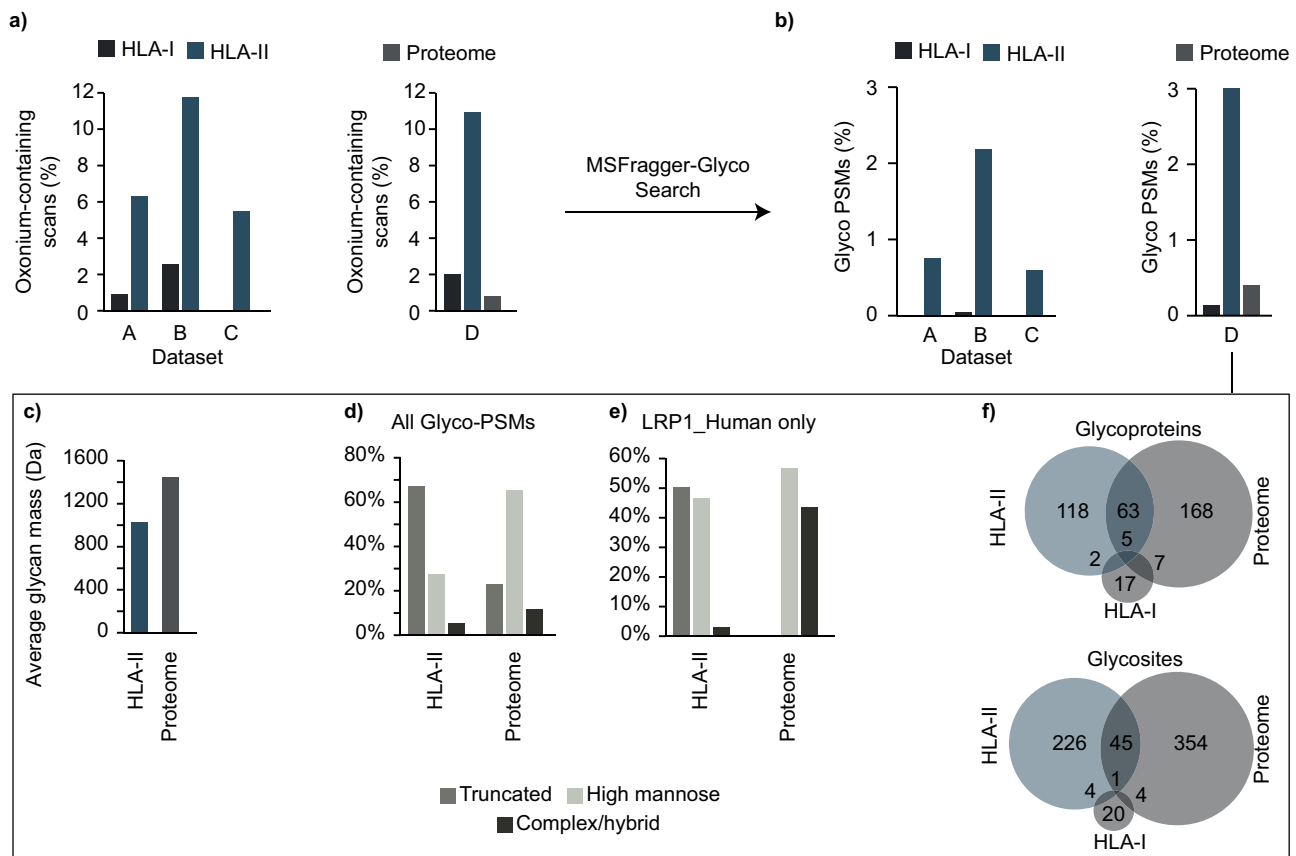 a)
HLA-I HLA-II
Proteome
Oxonium-containing
scans (%)
12
10
8
6
4
2
0
A B C
Dataset
Oxonium-containing
scans (%)
12
10
8
6
4
2
0
D
MSFragger-Glyco
Search
b)
HLA-I HLA-II
Proteome
Glyco PSMs (%)
3
2
1
0
A B C
Dataset
Glyco PSMs (%)
3
2
1
0
D
c)
Average glycan mass (Da)
1600
1200
800
400
0
HLA-II
Proteome
d)
All Glyco-PSMs
80%
60%
40%
20%
0%
HLA-II
Proteome
e)
LRP1_Human only
60%
50%
40%
30%
20%
10%
0%
HLA-II
Proteome
Truncated High mannose
Complex/hybrid
f)
Glycoproteins
HLA-II
118 63 168
5
2 7
17
HLA-I
Proteome
Glycosites
HLA-II
226 45 354
1
4 4
20
HLA-I
Proteome